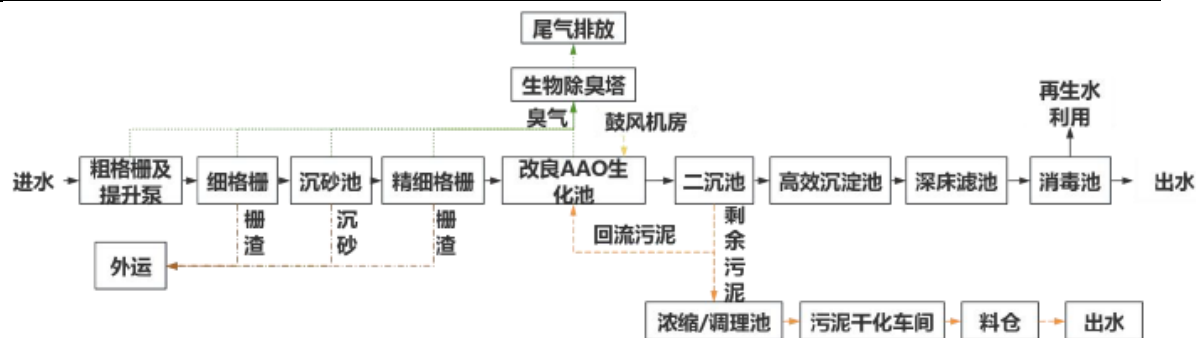 尾气排放
生物除臭塔
臭气
鼓风机房
再生水
利用
进水
粗格栅及
提升泵
细格栅
沉砂池
精细格栅
改良AAO生
化池
二沉池
高效沉淀池
深床滤池
消毒池
出水
栅
渣
沉
砂
栅
渣
回流污泥
剩
余
污
泥
外运
浓缩/调理池
污泥干化车间
料仓
出水